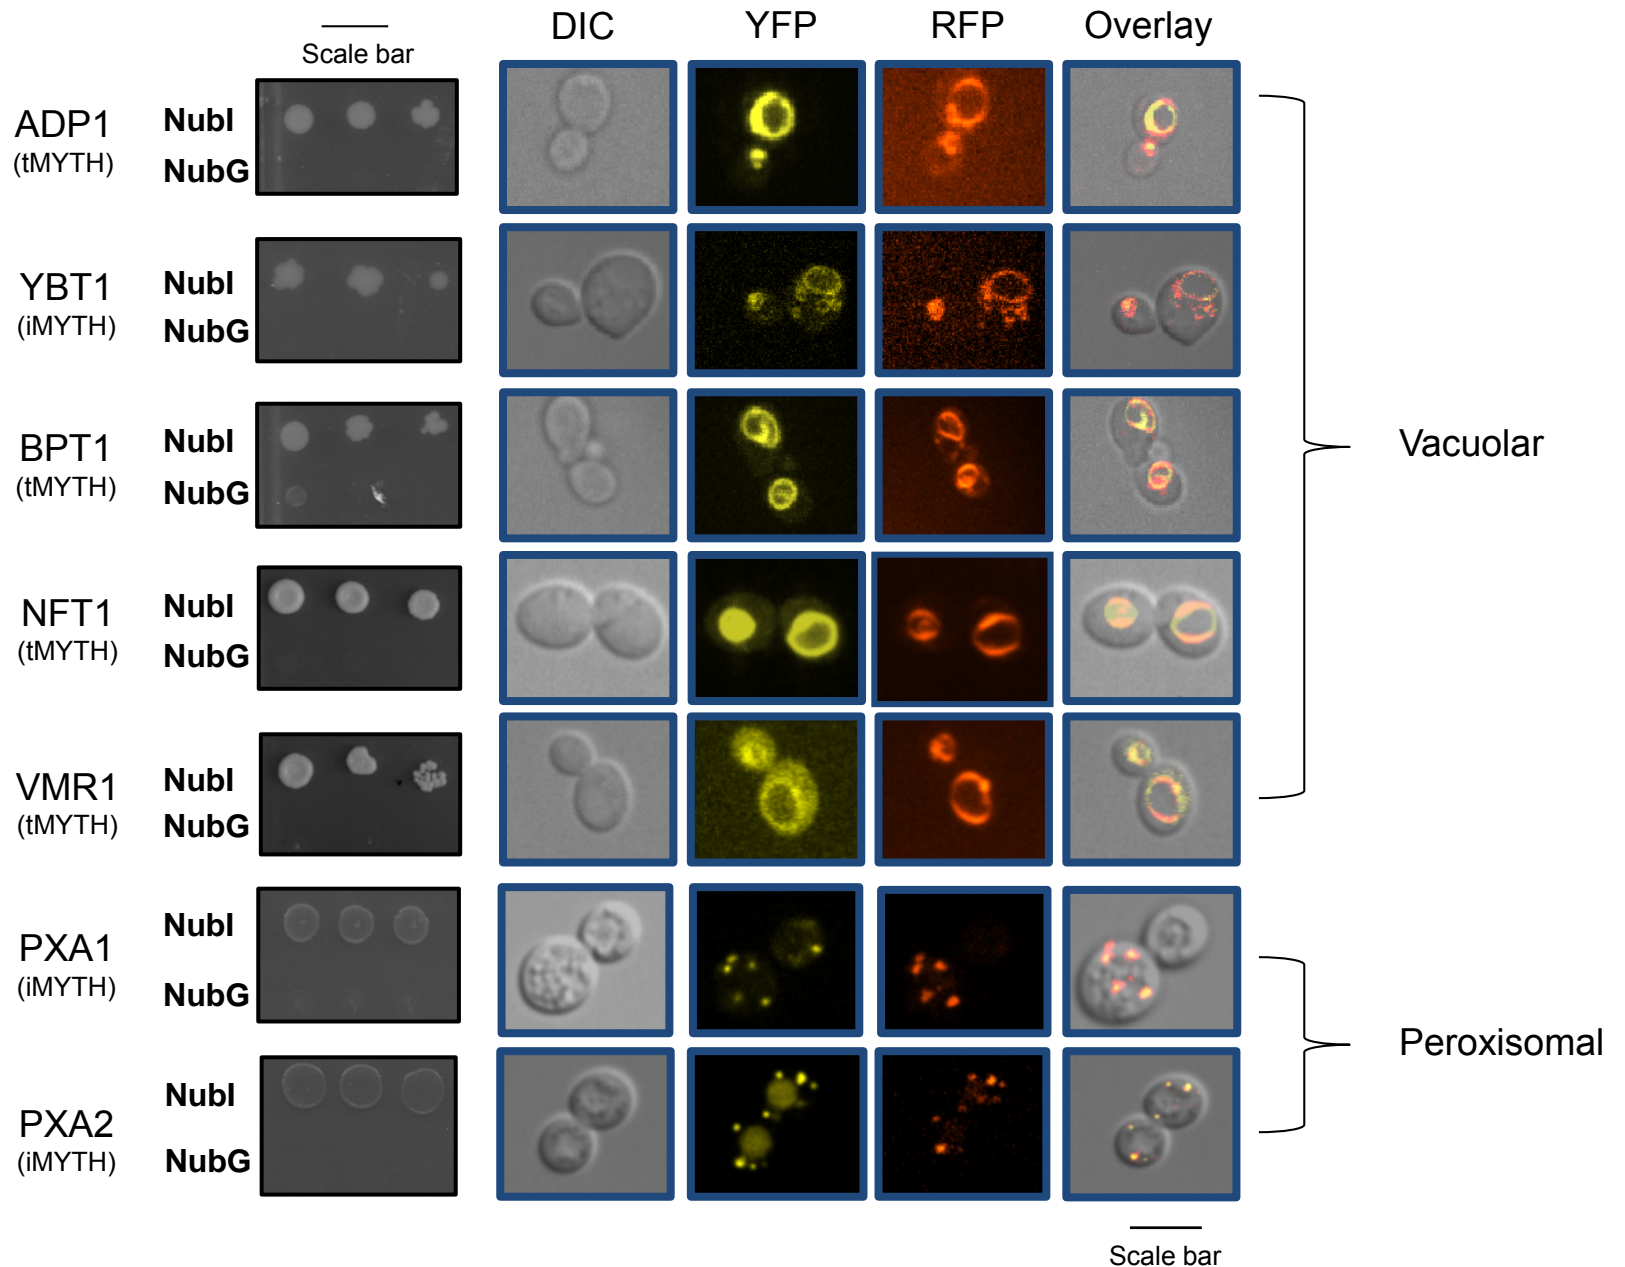 Scale bar
DIC YFP RFP Overlay
ADP1
(tMYTH)
NubI
NubG
YBT1
(iMYTH)
NubI
NubG
BPT1
(tMYTH)
NubI
NubG
NFT1
(tMYTH)
NubI
NubG
VMR1
(tMYTH)
NubI
NubG
Vacuolar
PXA1
(iMYTH)
NubI
NubG
PXA2
(iMYTH)
NubI
NubG
Peroxisomal
Scale bar